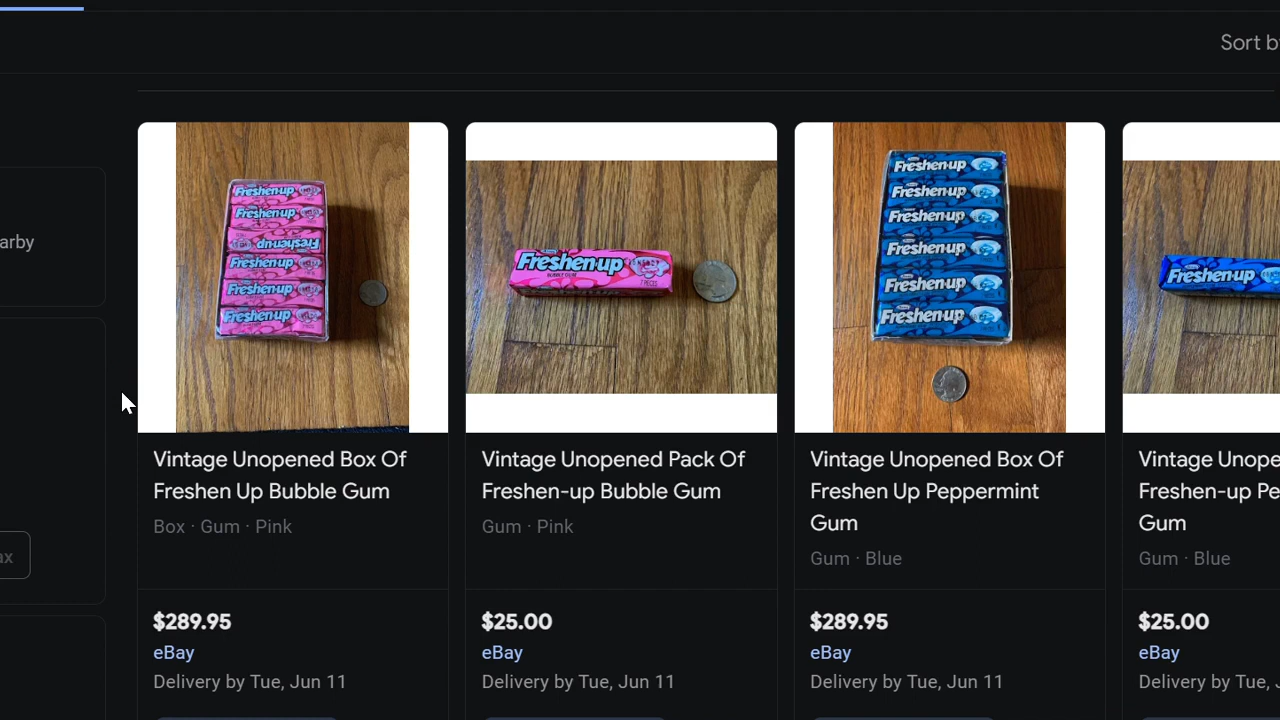 Sort b
arby
ax
Freshen-up
Freshen-up
Freshen-up
Freshen-up
Freshen-up
Freshen-up
Freshen-up
BUBBLE GUM
7 PIECES
Freshen-up
Freshen-up
Freshen-up
Freshen-up
Freshen-up
Freshen-up
Freshen-up
Vintage Unopened Box Of
Freshen Up Bubble Gum
Box · Gum · Pink
$289.95
eBay
Delivery by Tue, Jun 11
Vintage Unopened Pack Of
Freshen-up Bubble Gum
Gum · Pink
$25.00
eBay
Delivery by Tue, Jun 11
Vintage Unopened Box Of
Freshen Up Peppermint
Gum
Gum · Blue
$289.95
eBay
Delivery by Tue, Jun 11
Vintage Unope
Freshen-up Pe
Gum
Gum · Blue
$25.00
eBay
Delivery by Tue, J